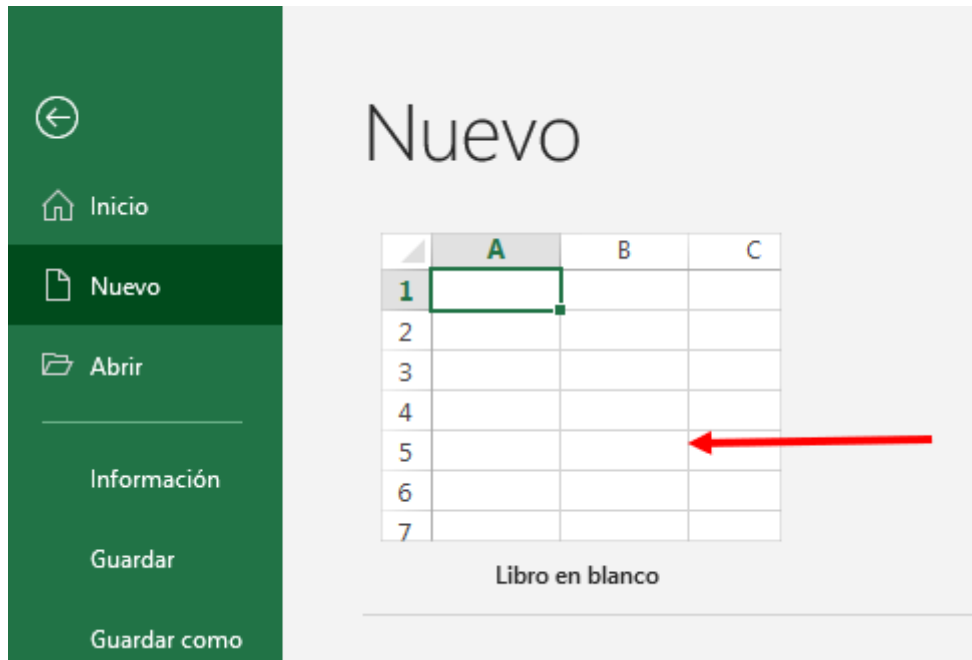 Nuevo
Inicio
Nuevo
Abrir
Información
Guardar
Guardar como
A B C
1
2
3
4
5
6
7
Libro en blanco